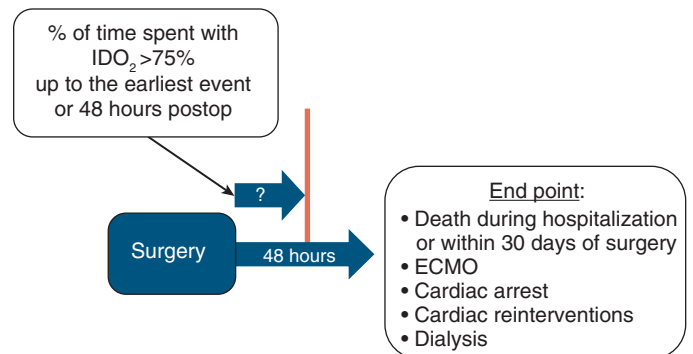 % of time spent with
IDO₂ >75%
up to the earliest event
or 48 hours postop
?
Surgery
48 hours
End point:
• Death during hospitalization
or within 30 days of surgery
• ECMO
• Cardiac arrest
• Cardiac reinterventions
• Dialysis